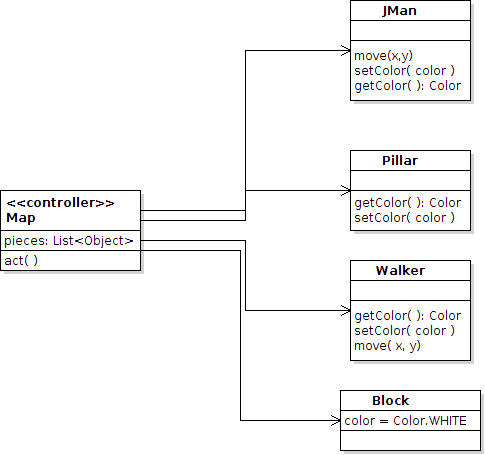 JMan
move(x,y)
setColor( color )
getColor( ): Color
Pillar
getColor( ): Color
setColor( color )
<<controller>>
Map
pieces: List<Object>
act( )
Walker
getColor( ): Color
setColor( color )
move( x, y)
Block
color = Color.WHITE